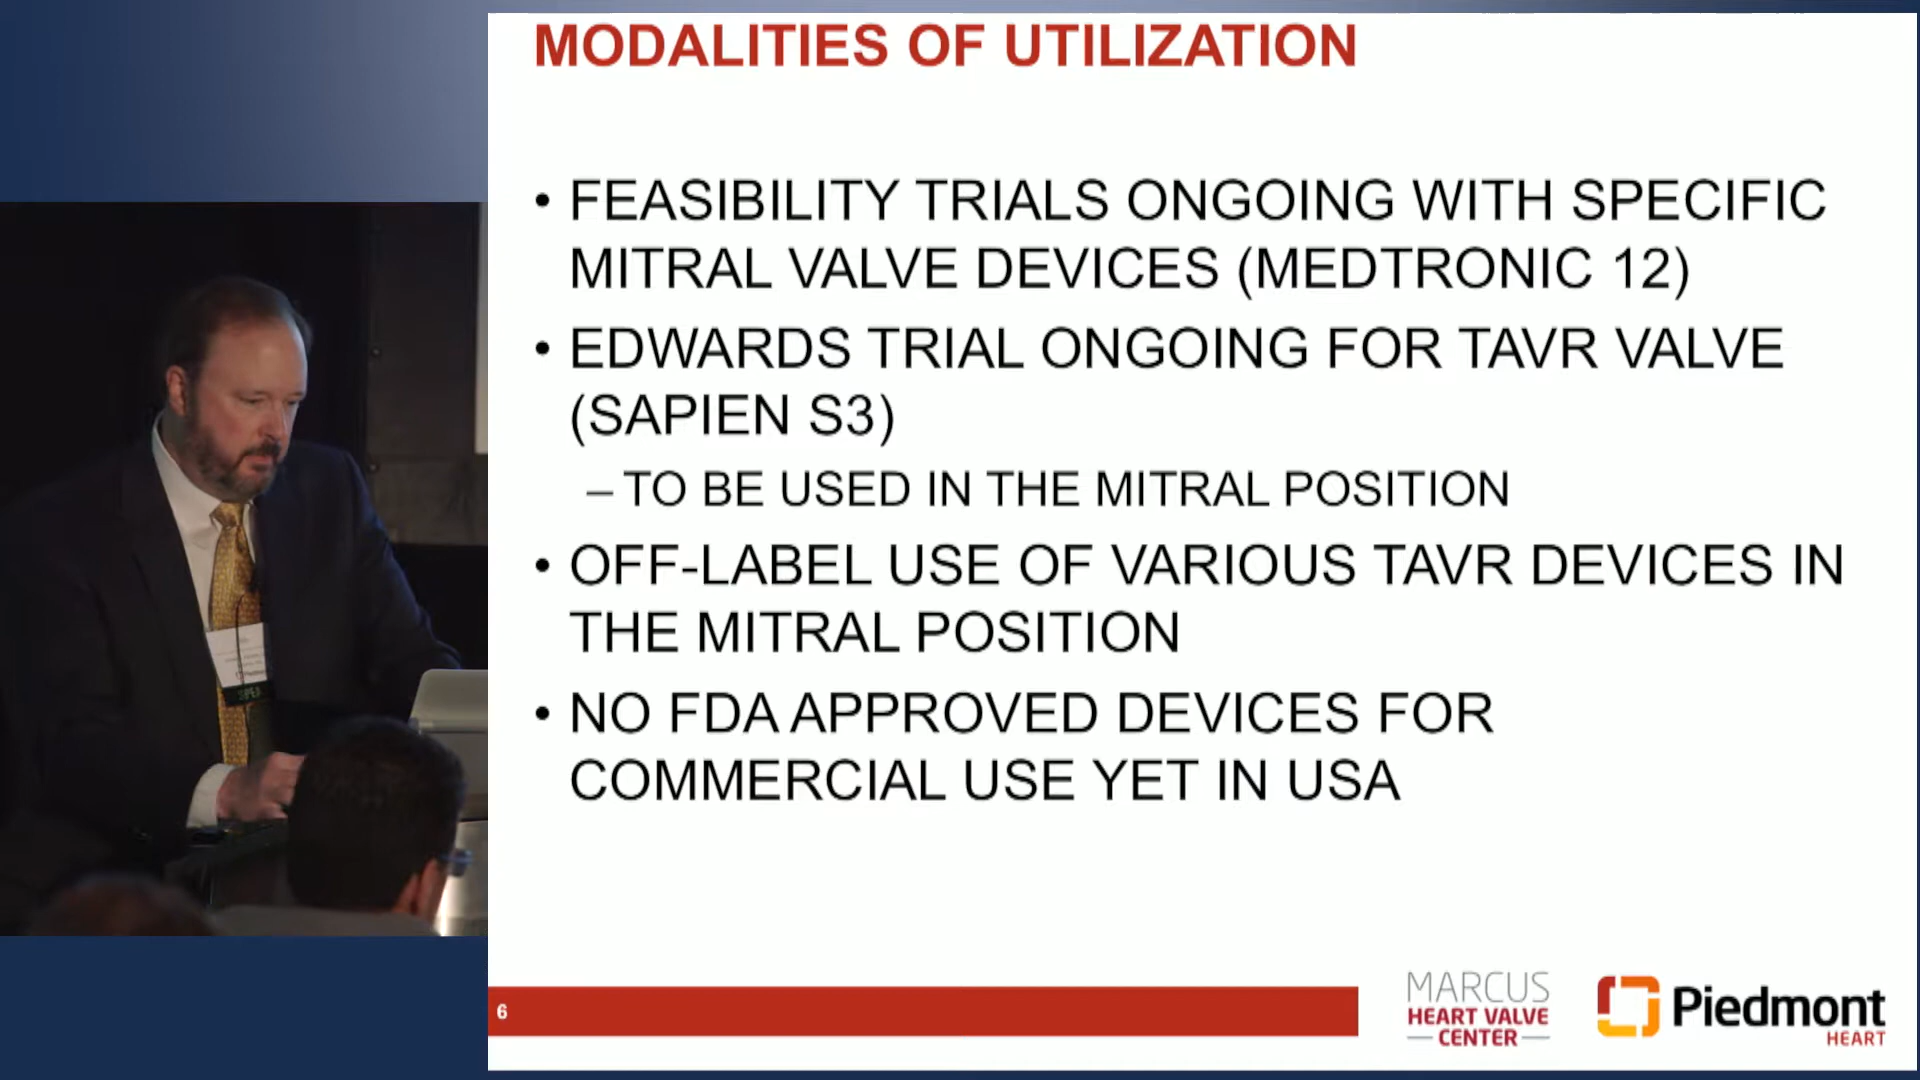 MODALITIES OF UTILIZATION
• FEASIBILITY TRIALS ONGOING WITH SPECIFIC
MITRAL VALVE DEVICES (MEDTRONIC 12)
• EDWARDS TRIAL ONGOING FOR TAVR VALVE
(SAPIEN S3)
– TO BE USED IN THE MITRAL POSITION
• OFF-LABEL USE OF VARIOUS TAVR DEVICES IN
THE MITRAL POSITION
• NO FDA APPROVED DEVICES FOR
COMMERCIAL USE YET IN USA
6
MARCUS
HEART VALVE
CENTER
Piedmont
HEART